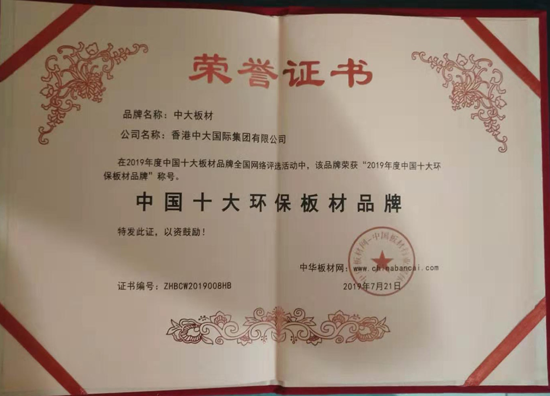 荣誉证书
品牌名称：中大板材
公司名称：香港中大国际集团有限公司
在2019年度中国十大板材品牌全国网络评选活动中，该品牌荣获“2019年度中国十大环
保板材品牌”称号。
中国十大环保板材品牌
特发此证，以资鼓励！
中华板材网：www.chinabancai.com
证书编号：ZHBCW2019008HB
2019年7月21日